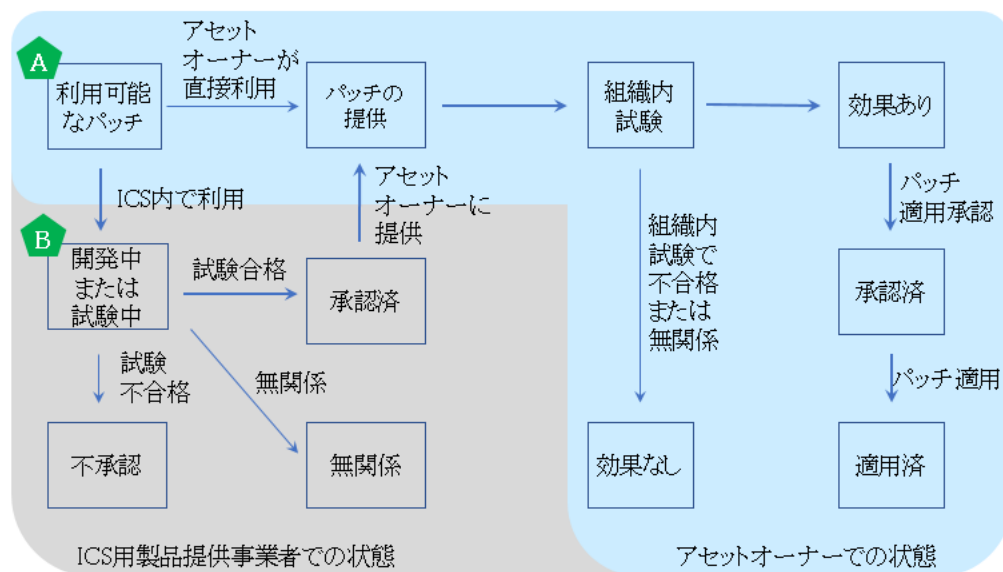 A
利用可能
なパッチ
アセット
オーナーが
直接利用
パッチの
提供
組織内
試験
効果あり
ICS内で利用
アセット
オーナーに
提供
パッチ
適用承認
B
開発中
または
試験中
試験合格
承認済
組織内
試験で
不合格
または
無関係
承認済
試験
不合格
無関係
パッチ適用
不承認
無関係
効果なし
適用済
ICS用製品提供事業者での状態
アセットオーナーでの状態